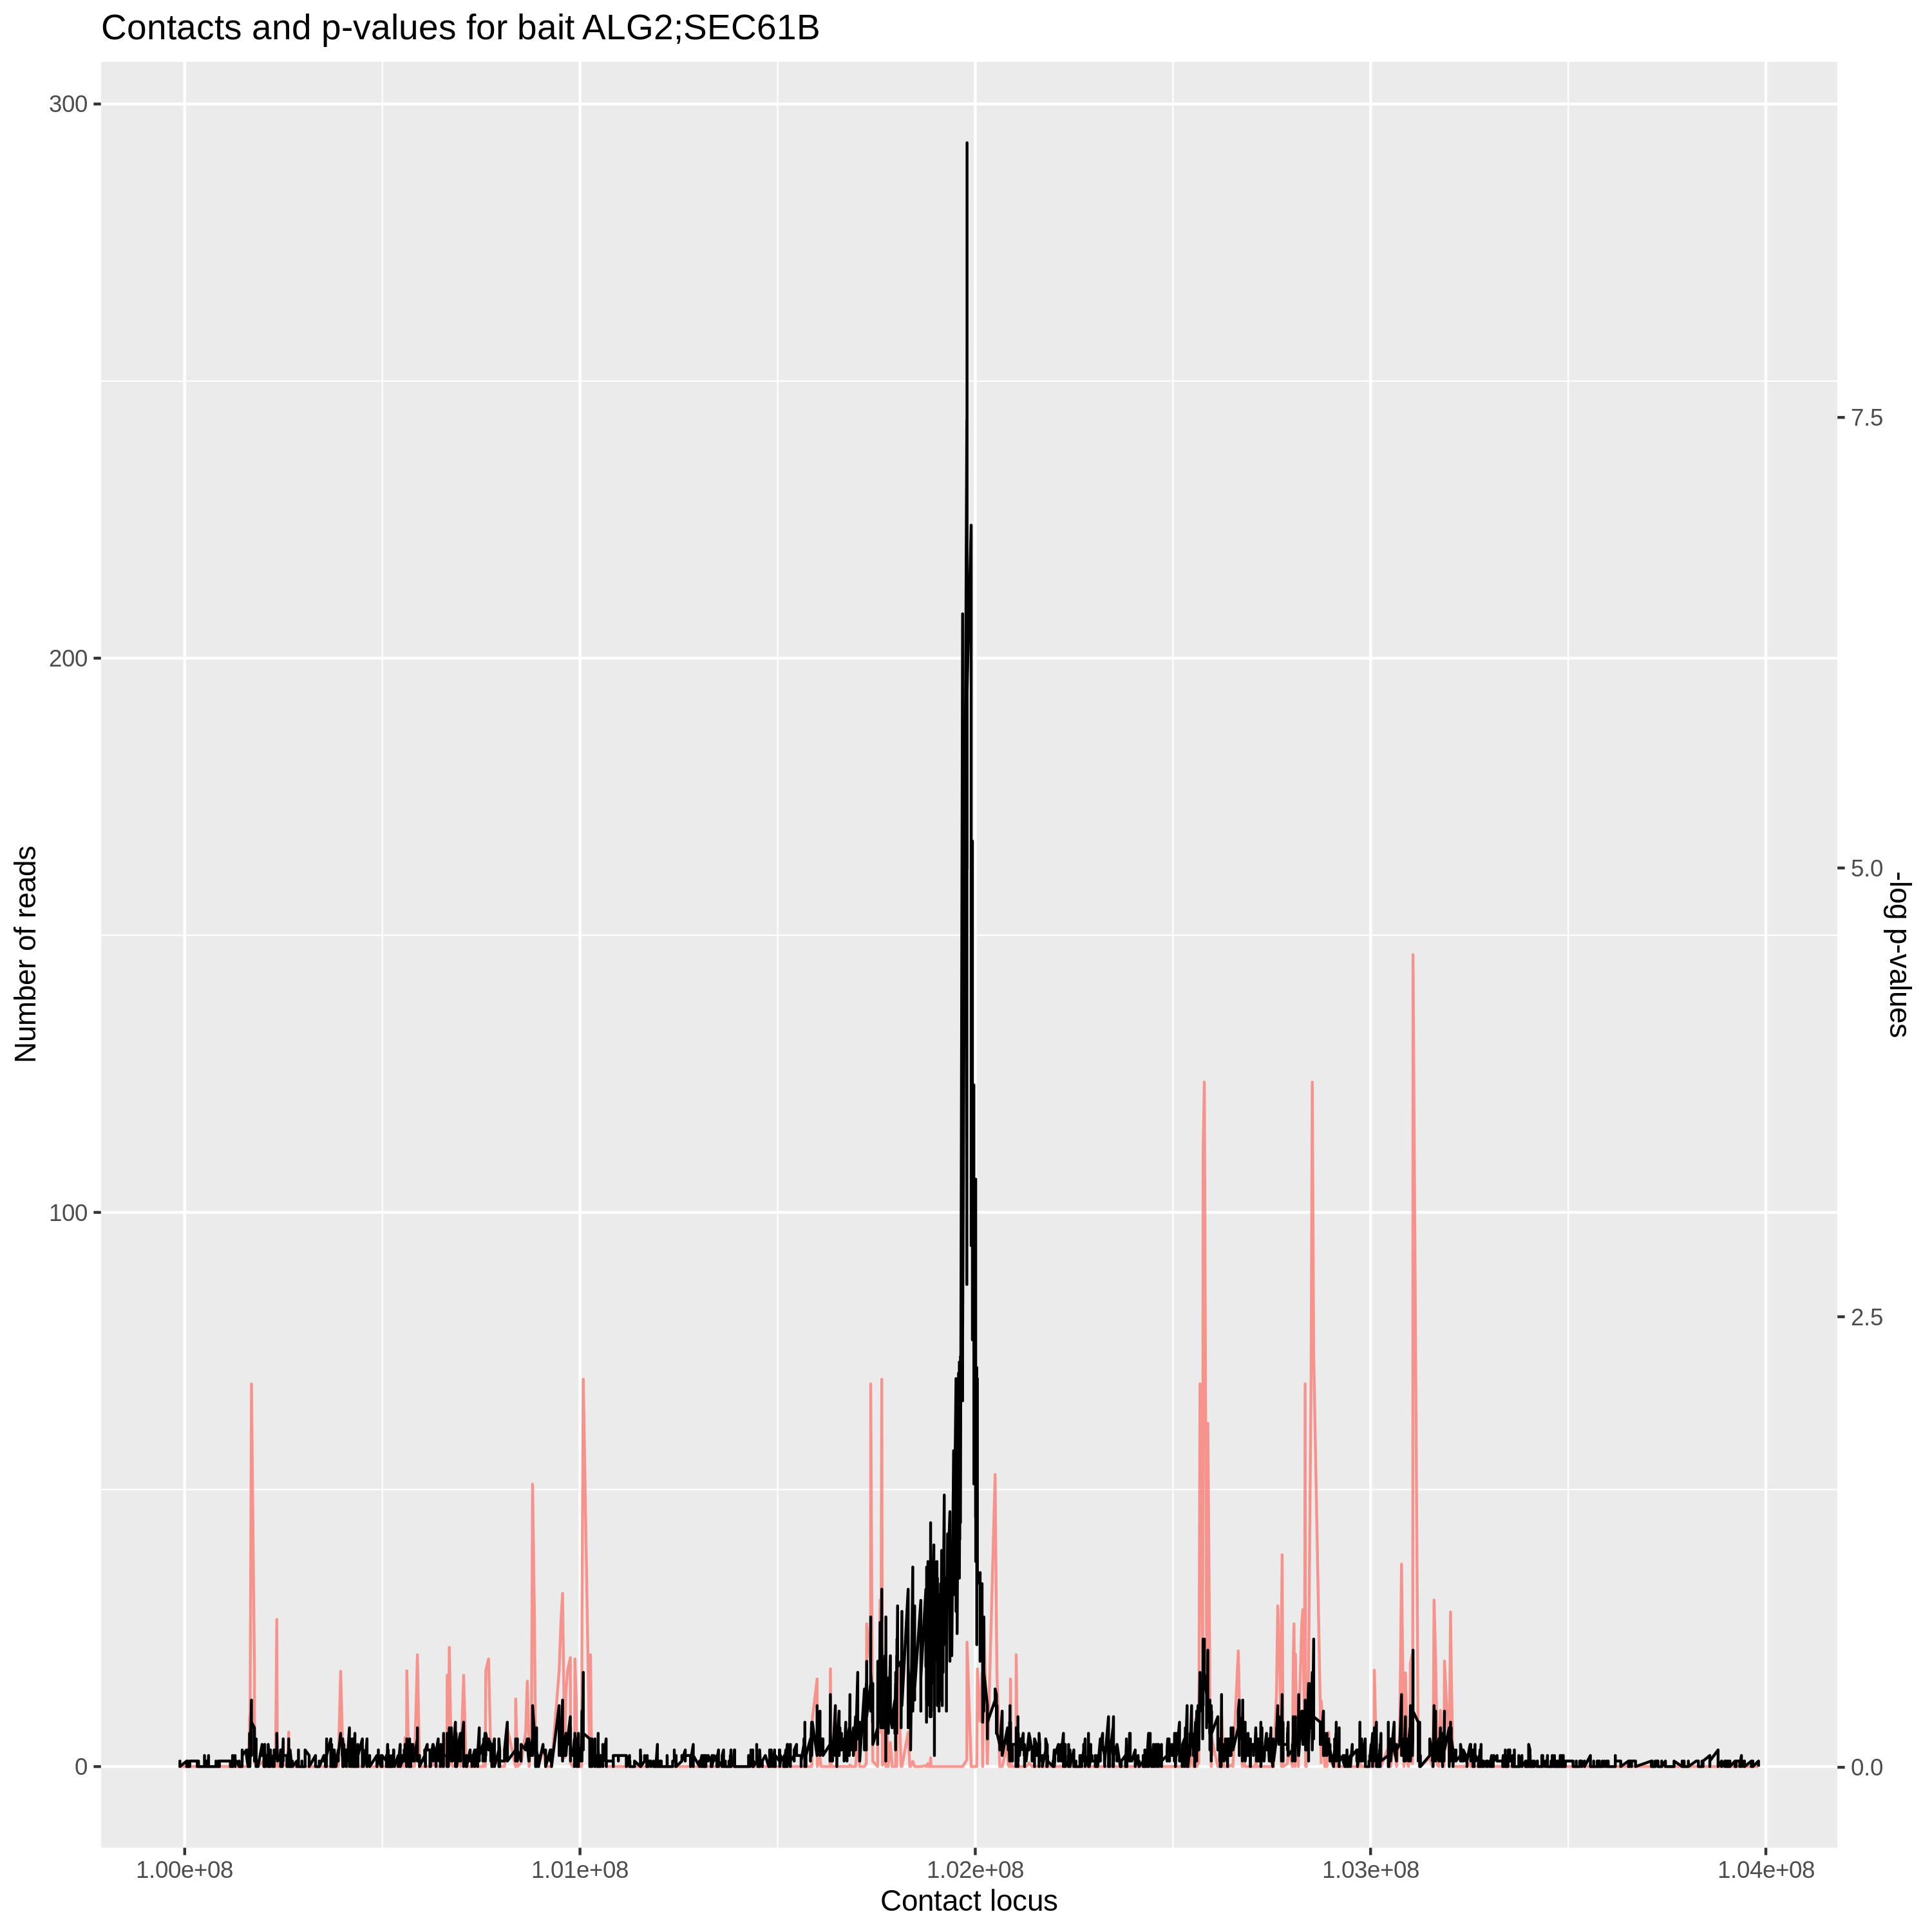 Contacts and p-values for bait ALG2;SEC61B
300
200
100
0
Number of reads
7.5
5.0
2.5
0.0
-log p-values
1.00e+08
1.01e+08
1.02e+08
1.03e+08
1.04e+08
Contact locus